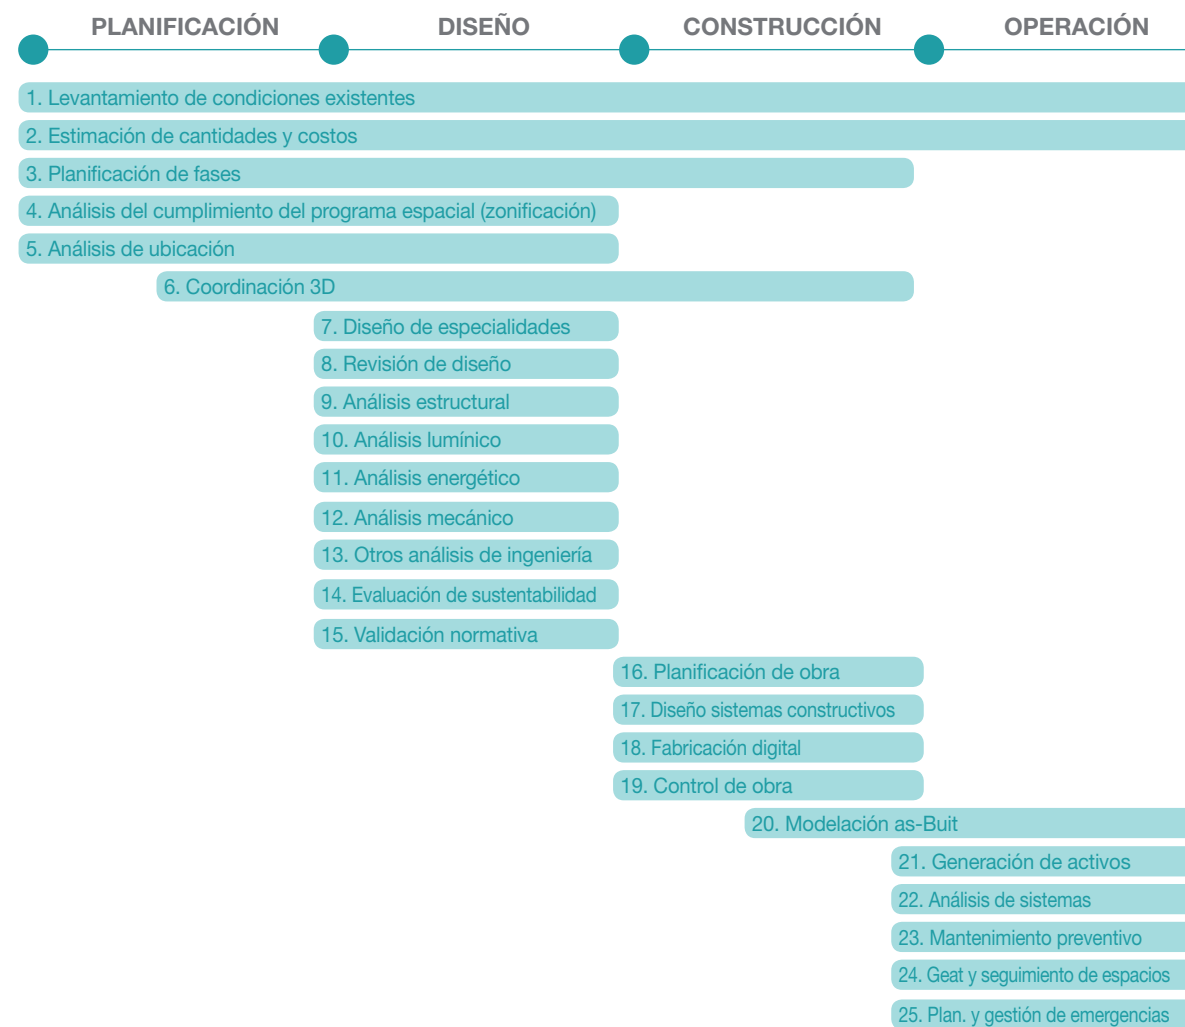 PLANIFICACIÓN DISEÑO CONSTRUCCIÓN OPERACIÓN
1. Levantamiento de condiciones existentes
2. Estimación de cantidades y costos
3. Planificación de fases
4. Análisis del cumplimiento del programa espacial (zonificación)
5. Análisis de ubicación
6. Coordinación 3D
7. Diseño de especialidades
8. Revisión de diseño
9. Análisis estructural
10. Análisis lumínico
11. Análisis energético
12. Análisis mecánico
13. Otros análisis de ingeniería
14. Evaluación de sustentabilidad
15. Validación normativa
16. Planificación de obra
17. Diseño sistemas constructivos
18. Fabricación digital
19. Control de obra
20. Modelación as-Buit
21. Generación de activos
22. Análisis de sistemas
23. Mantenimiento preventivo
24. Geat y seguimiento de espacios
25. Plan. y gestión de emergencias